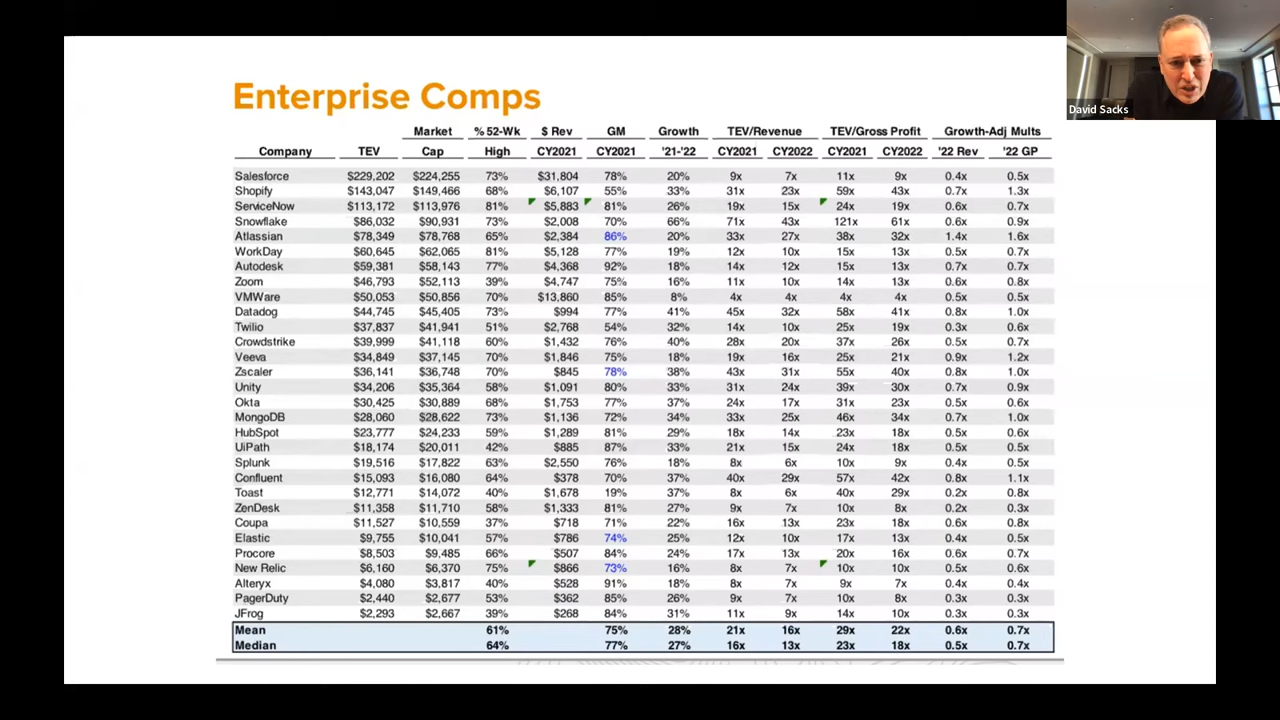 David Sacks
Enterprise Comps
Market % 52-Wk $ Rev GM Growth TEV/Revenue TEV/Gross Profit Growth-Adj Mults
Company TEV Cap High CY2021 CY2021 '21-'22 CY2021 CY2022 CY2021 CY2022 '22 Rev '22 GP
Salesforce $229,202 $224,255 73% $31,804 78% 20% 9x 7x 11x 9x 0.4x 0.5x
Shopify $143,047 $149,466 68% $6,107 55% 33% 31x 23x 59x 43x 0.7x 1.3x
ServiceNow $113,172 $113,976 81% $5,883 81% 26% 19x 15x 24x 19x 0.6x 0.7x
Snowflake $86,032 $90,931 73% $2,008 70% 66% 71x 43x 121x 61x 0.6x 0.9x
Atlassian $78,349 $78,768 65% $2,384 86% 20% 33x 27x 38x 32x 1.4x 1.6x
WorkDay $60,645 $62,065 81% $5,128 77% 19% 12x 10x 15x 13x 0.5x 0.7x
Autodesk $59,381 $58,143 77% $4,368 92% 18% 14x 12x 15x 13x 0.7x 0.7x
Zoom $46,793 $52,113 39% $4.747 75% 16% 11x 10x 14x 13x 0.6x 0.8x
VMWare $50,053 $50,856 70% $13,860 85% 8% 4x 4x 4x 4x 0.5x 0.5x
Datadog $44,745 $45,405 73% $994 77% 41% 45x 32x 58x 41x 0.8x 1.0x
Twilio $37,837 $41,941 51% $2,768 54% 32% 14x 10x 25x 19x 0.3x 0.6x
Crowdstrike $39,999 $41,118 60% $1,432 76% 40% 28x 20x 37x 26x 0.5x 0.7x
Veeva $34,849 $37,145 70% $1,846 75% 18% 19x 16x 25x 21x 0.9x 1.2x
Zscaler $36,141 $36,748 70% $845 78% 38% 43x 31x 55x 40x 0.8x 1.0x
Unity $34,206 $35,364 58% $1,091 80% 33% 31x 24x 39x 30x 0.7x 0.9x
Okta $30,425 $30,889 68% $1,753 77% 37% 24x 17x 31x 23x 0.5x 0.6x
MongoDB $28,060 $28,622 73% $1,136 72% 34% 33x 25x 46x 34x 0.7x 1.0x
HubSpot $23,777 $24,233 59% $1,289 81% 29% 18x 14x 23x 18x 0.5x 0.6x
UiPath $18,174 $20,011 42% $885 87% 33% 21x 15x 24x 18x 0.5x 0.5x
Splunk $19,516 $17,822 63% $2,550 76% 18% 8x 6x 10x 9x 0.4x 0.5x
Confluent $15,093 $16,080 64% $378 70% 37% 40x 29x 57x 42x 0.8x 1.1x
Toast $12,771 $14,072 40% $1,678 19% 37% 8x 6x 40x 29x 0.2x 0.8x
ZenDesk $11,358 $11,710 58% $1,333 81% 27% 9x 7x 10x 8x 0.2x 0.3x
Coupa $11,527 $10,559 37% $718 71% 22% 16x 13x 23x 18x 0.6x 0.8x
Elastic $9,755 $10,041 57% $786 74% 25% 12x 10x 17x 13x 0.4x 0.5x
Procore $8,503 $9,485 66% $507 84% 24% 17x 13x 20x 16x 0.6x 0.7x
New Relic $6,160 $6,370 75% $866 73% 16% 8x 7x 10x 10x 0.5x 0.6x
Alteryx $4,080 $3,817 40% $528 91% 18% 8x 7x 9x 7x 0.4x 0.4x
PagerDuty $2,440 $2,677 53% $362 85% 26% 9x 7x 10x 8x 0.3x 0.3x
JFrog $2,293 $2,667 39% $268 84% 31% 11x 9x 14x 10x 0.3x 0.3x
Mean 61% 75% 28% 21x 16x 29x 22x 0.6x 0.7x
Median 64% 77% 27% 16x 13x 23x 18x 0.5x 0.7x